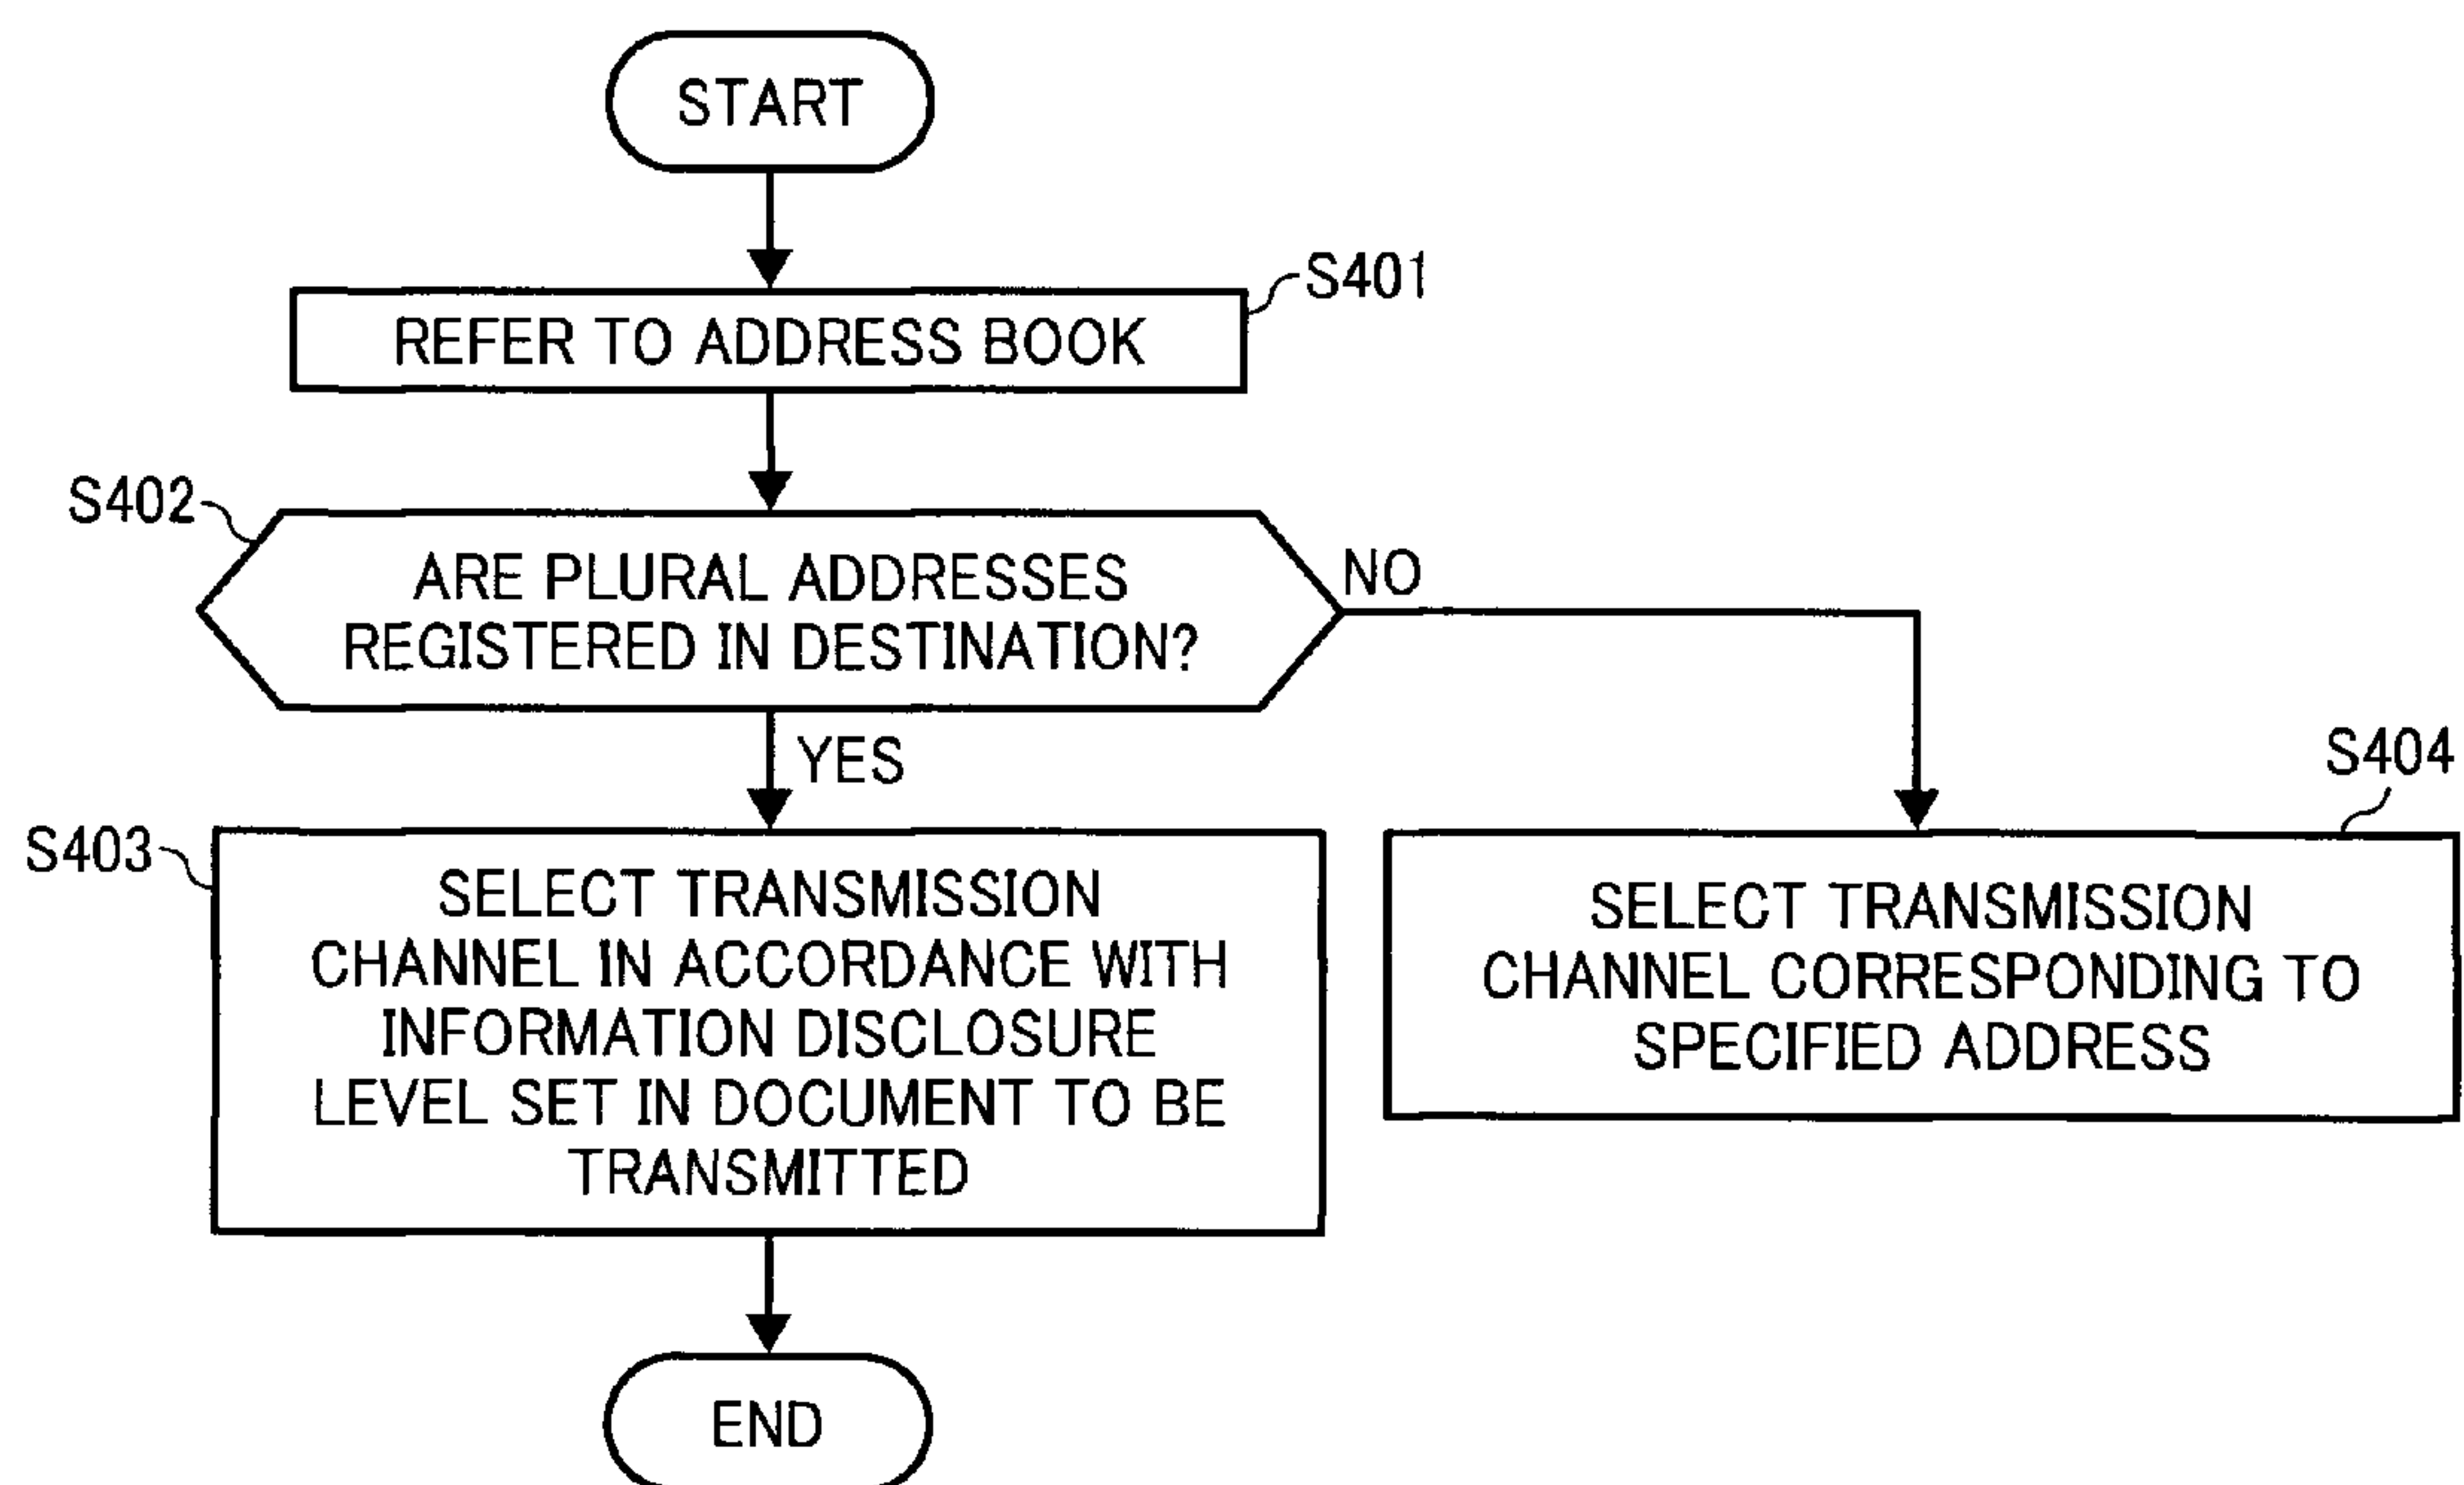 START
S401
REFER TO ADDRESS BOOK
S402
ARE PLURAL ADDRESSES
REGISTERED IN DESTINATION?
NO
YES
S403
SELECT TRANSMISSION
CHANNEL IN ACCORDANCE WITH
INFORMATION DISCLOSURE
LEVEL SET IN DOCUMENT TO BE
TRANSMITTED
S404
SELECT TRANSMISSION
CHANNEL CORRESPONDING TO
SPECIFIED ADDRESS
END